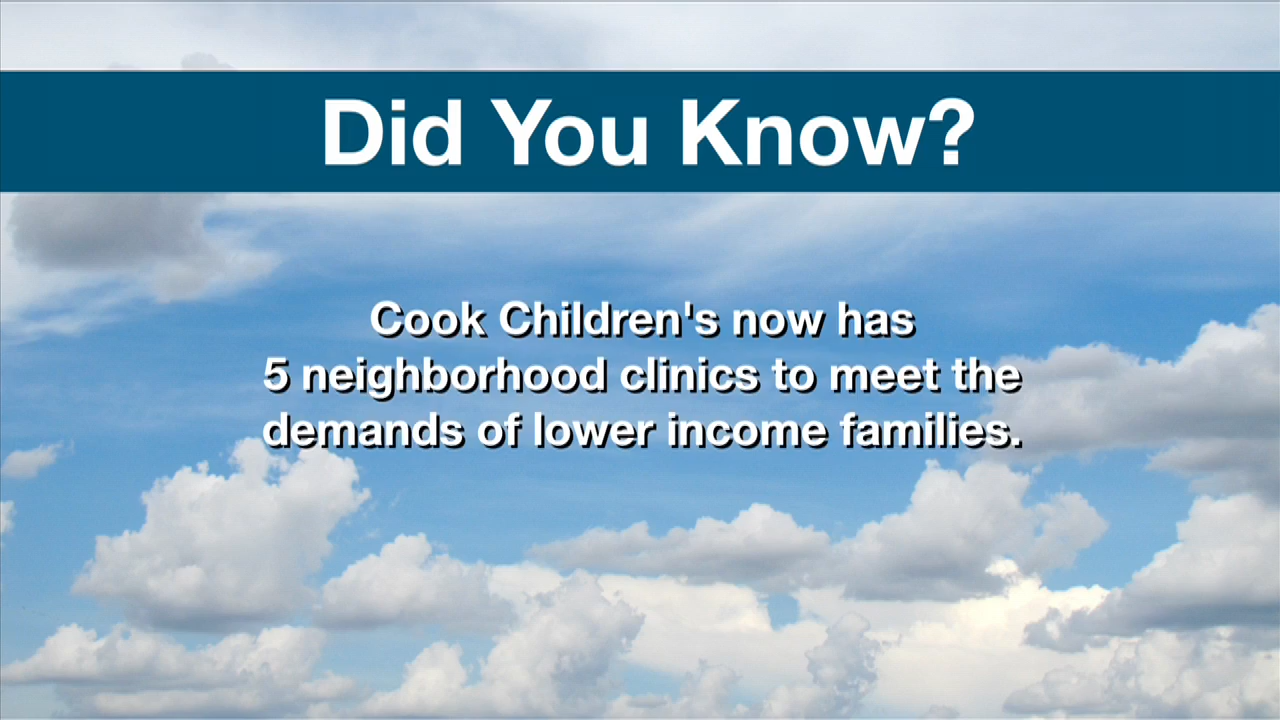 Did You Know?
Cook Children's now has
5 neighborhood clinics to meet the
demands of lower income families.